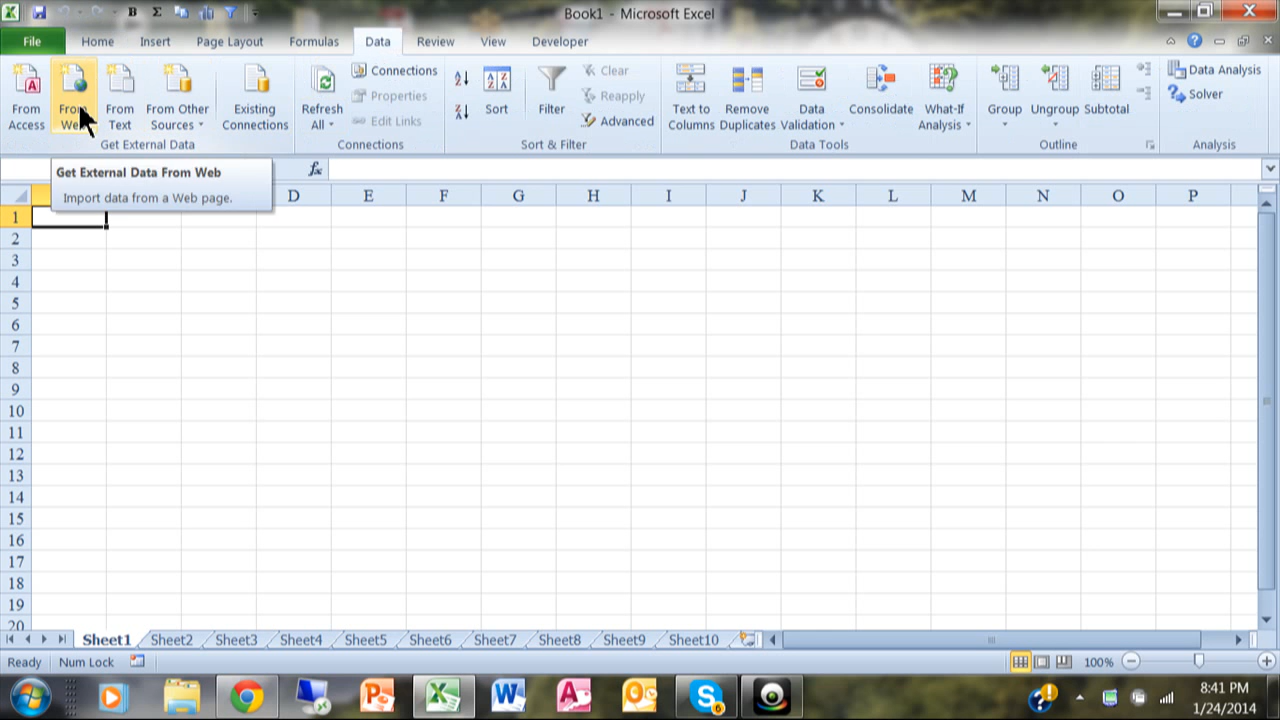 Book1 - Microsoft Excel
File Home Insert Page Layout Formulas Data Review View Developer
From Access
From Web
From Text
From Other Sources
Get External Data
Existing Connections
Refresh All
Connections
Properties
Edit Links
Connections
Sort
Filter
Clear
Reapply
Advanced
Sort & Filter
Text to Columns
Remove Duplicates
Data Validation
Consolidate
What-If Analysis
Data Tools
Group
Ungroup
Subtotal
Outline
Data Analysis
Solver
Analysis
Get External Data From Web
Import data from a Web page.
fx
D E F G H I J K L M N O P
1
2
3
4
5
6
7
8
9
10
11
12
13
14
15
16
17
18
19
20
Sheet1 Sheet2 Sheet3 Sheet4 Sheet5 Sheet6 Sheet7 Sheet8 Sheet9 Sheet10
Ready Num Lock 100%
8:41 PM
1/24/2014